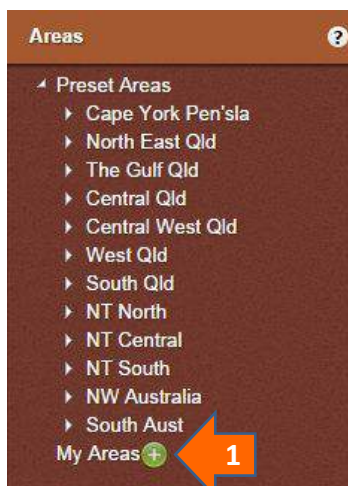 Areas ?
Preset Areas
Cape York Pen'sla
North East Qld
The Gulf Qld
Central Qld
Central West Qld
West Qld
South Qld
NT North
NT Central
NT South
NW Australia
South Aust
My Areas + 1